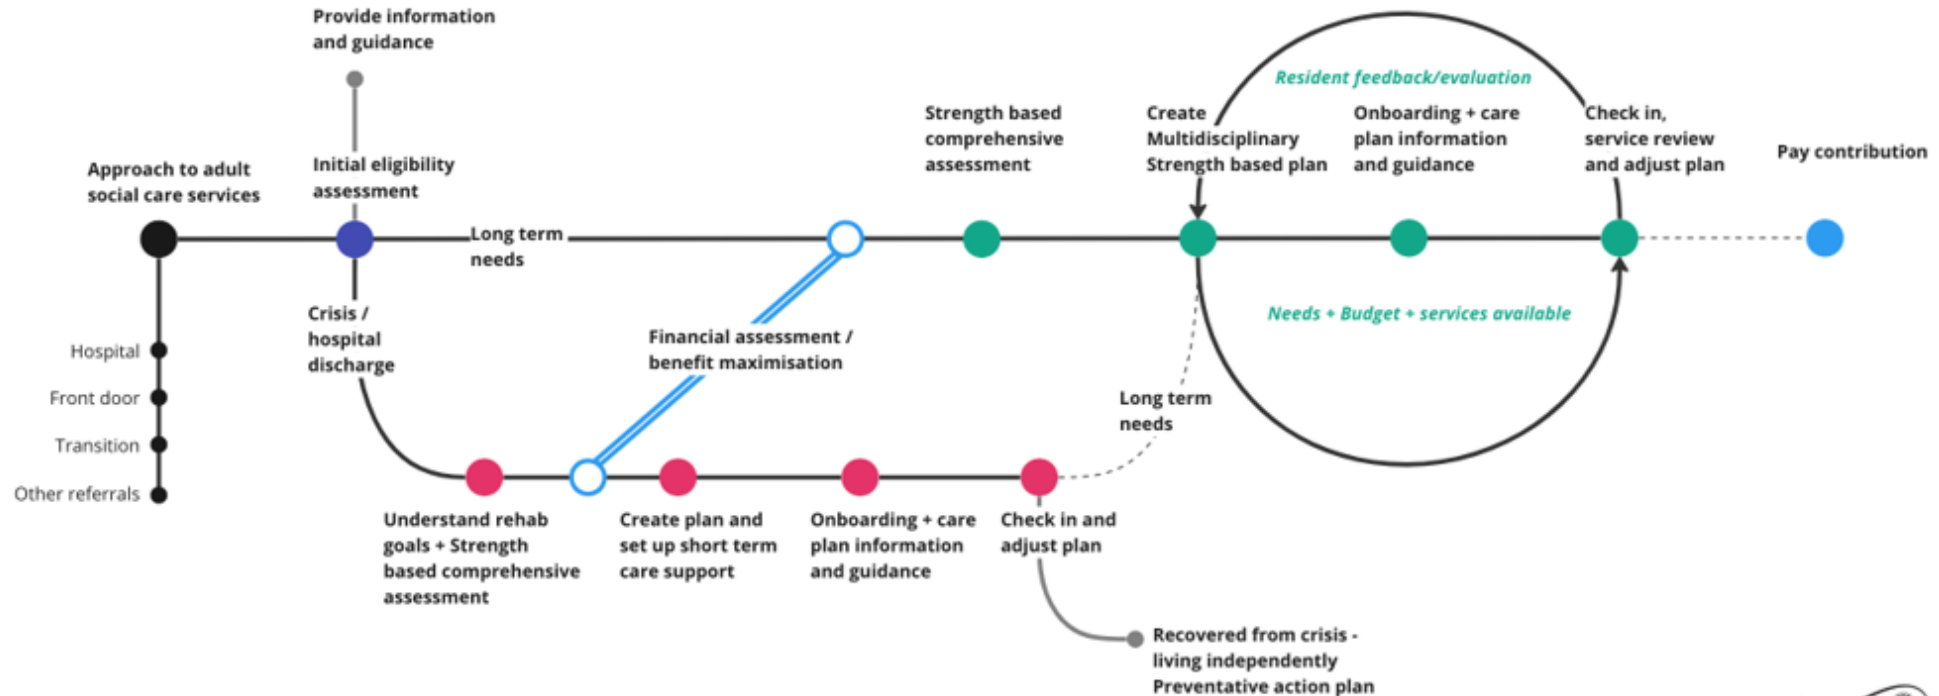 Provide information
and guidance
Approach to adult
social care services
Initial eligibility
assessment
Long term
needs
Strength based
comprehensive
assessment
Create
Multidisciplinary
Strength based plan
Resident feedback/evaluation
Onboarding + care
plan information
and guidance
Check in,
service review
and adjust plan
Pay contribution
Hospital
Front door
Transition
Other referrals
Crisis /
hospital
discharge
Financial assessment /
benefit maximisation
Needs + Budget + services available
Long term
needs
Understand rehab
goals + Strength
based comprehensive
assessment
Create plan and
set up short term
care support
Onboarding + care
plan information
and guidance
Check in and
adjust plan
Recovered from crisis -
living independently
Preventative action plan